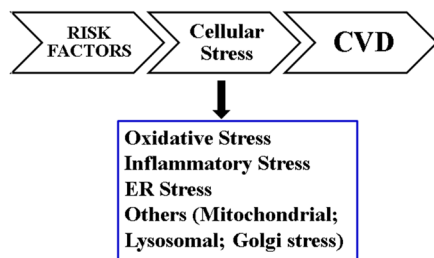 RISK
FACTORS
Cellular
Stress
CVD
Oxidative Stress
Inflammatory Stress
ER Stress
Others (Mitochondrial;
Lysosomal; Golgi stress)